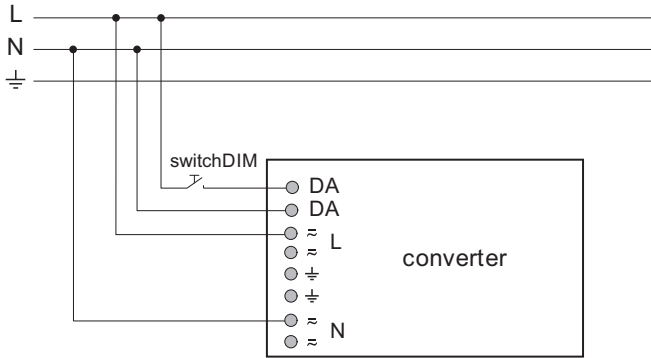 L
N
⏚
switchDIM
DA
DA
≂ L
≂
⏚
⏚
≂ N
≂
converter